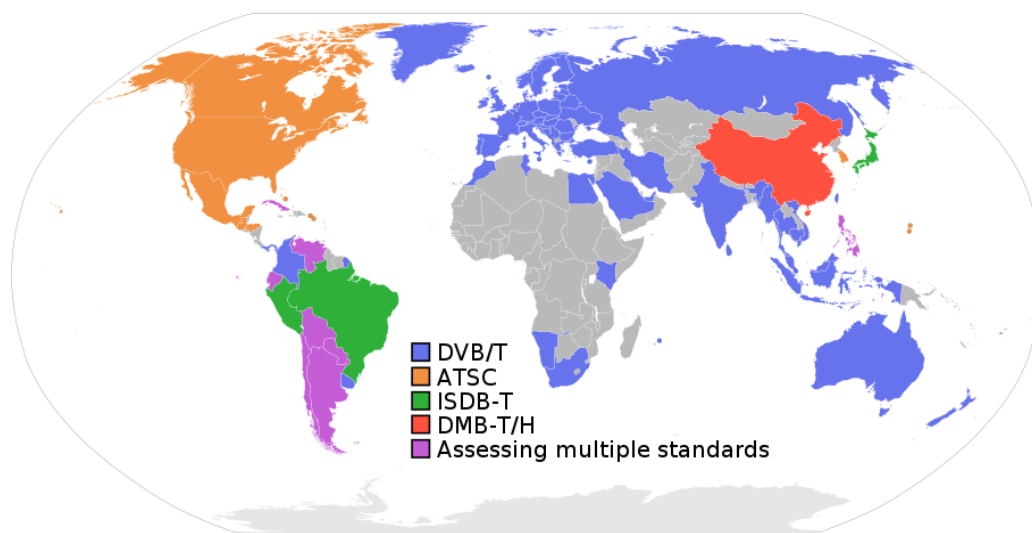 DVB/T
ATSC
ISDB-T
DMB-T/H
Assessing multiple standards